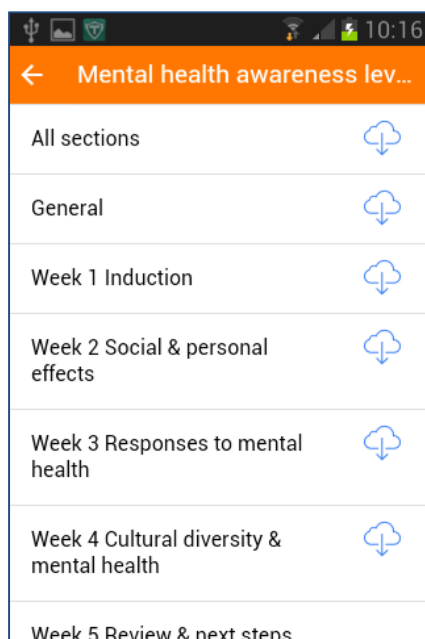 10:16
Mental health awareness lev...
All sections
General
Week 1 Induction
Week 2 Social & personal
effects
Week 3 Responses to mental
health
Week 4 Cultural diversity &
mental health
Week 5 Review & next steps